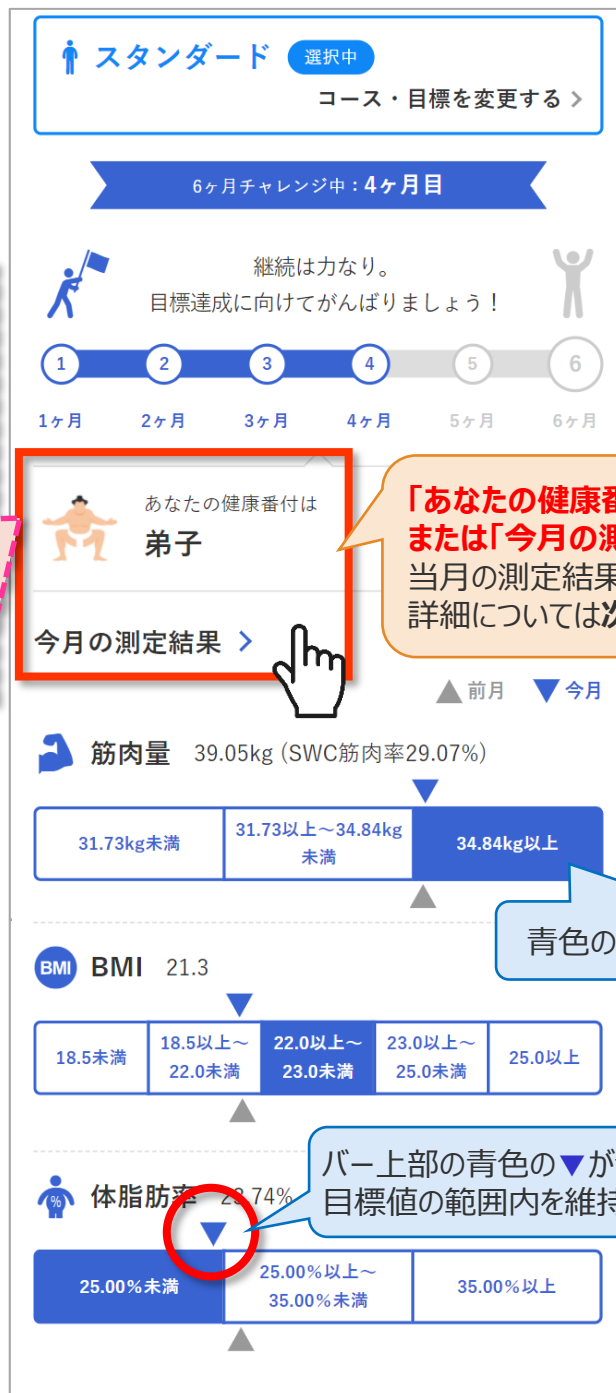 スタンダード 選択中
コース・目標を変更する >
6ヶ月チャレンジ中：4ヶ月目
継続は力なり。
目標達成に向けてがんばりましょう！
1 2 3 4 5 6
1ヶ月 2ヶ月 3ヶ月 4ヶ月 5ヶ月 6ヶ月
あなたの健康番付は
弟子
今月の測定結果 >
「あなたの健康番
または「今月の測
当月の測定結果
詳細については次
▲前月 ▼今月
筋肉量 39.05kg (SWC筋肉率29.07%)
31.73kg未満
31.73以上～34.84kg
未満
34.84kg以上
青色の
BMI BMI 21.3
18.5未満
18.5以上～
22.0未満
22.0以上～
23.0未満
23.0以上～
25.0未満
25.0以上
バー上部の青色の▼が
目標値の範囲内を維持
% 体脂肪率 .74%
25.00%未満
25.00%以上～
35.00%未満
35.00%以上